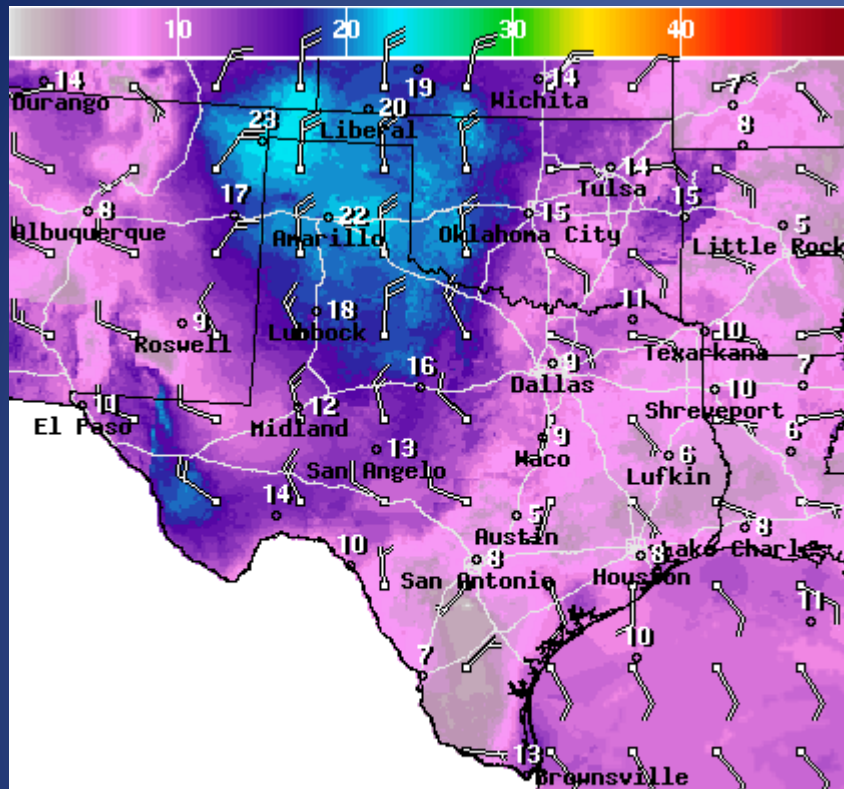 10 20 30 40
14 19 14 7
Durango Wichita
23 20 8
Liberal
14
Tulsa
8 17 22 15 15 5
Albuquerque Amarillo Oklahoma City Little Rock
9 18 11 10
Roswell Lubbock Texarkana
16 9 7
Dallas
10
12 Shreveport
El Paso Midland
13 9 6 6
San Angelo Waco Lufkin
14 5 8
Austin Lake Charles
10 8 8
San Antonio Houston
11
7 10
13
Brownsville